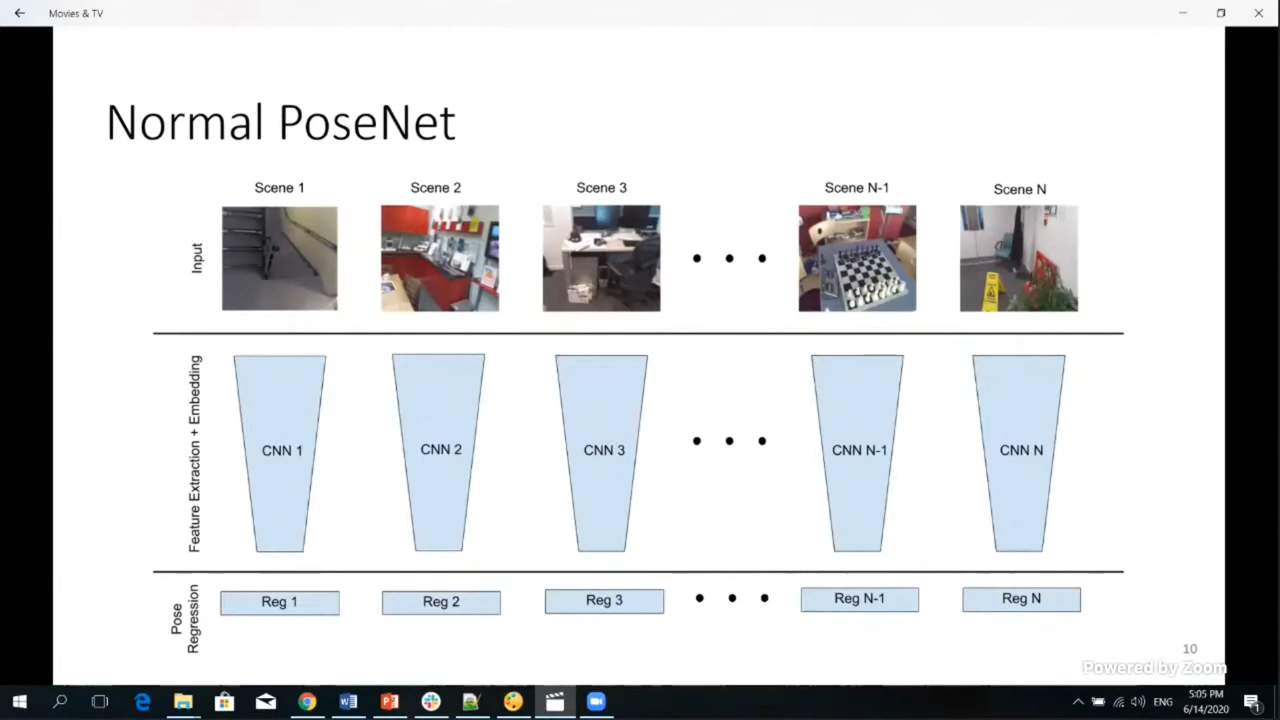 Movies & TV
Normal PoseNet
Scene 1
Scene 2
Scene 3
Scene N-1
Scene N
Input
Feature Extraction + Embedding
CNN 1
CNN 2
CNN 3
CNN N-1
CNN N
Pose
Regression
Reg 1
Reg 2
Reg 3
Reg N-1
Reg N
10
Powered by Zoom
ENG
5:05 PM
6/14/2020
1